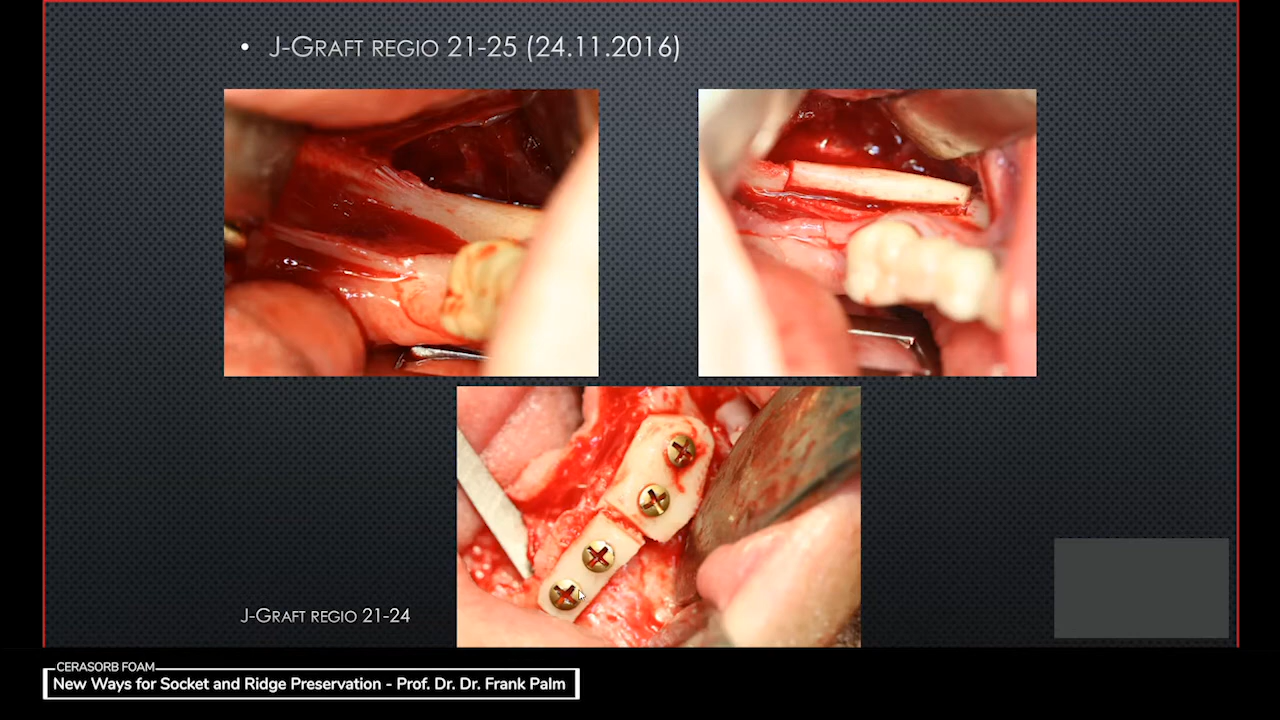 • J-Graft regio 21-25 (24.11.2016)
J-Graft regio 21-24
CERASORB FOAM
New Ways for Socket and Ridge Preservation - Prof. Dr. Dr. Frank Palm